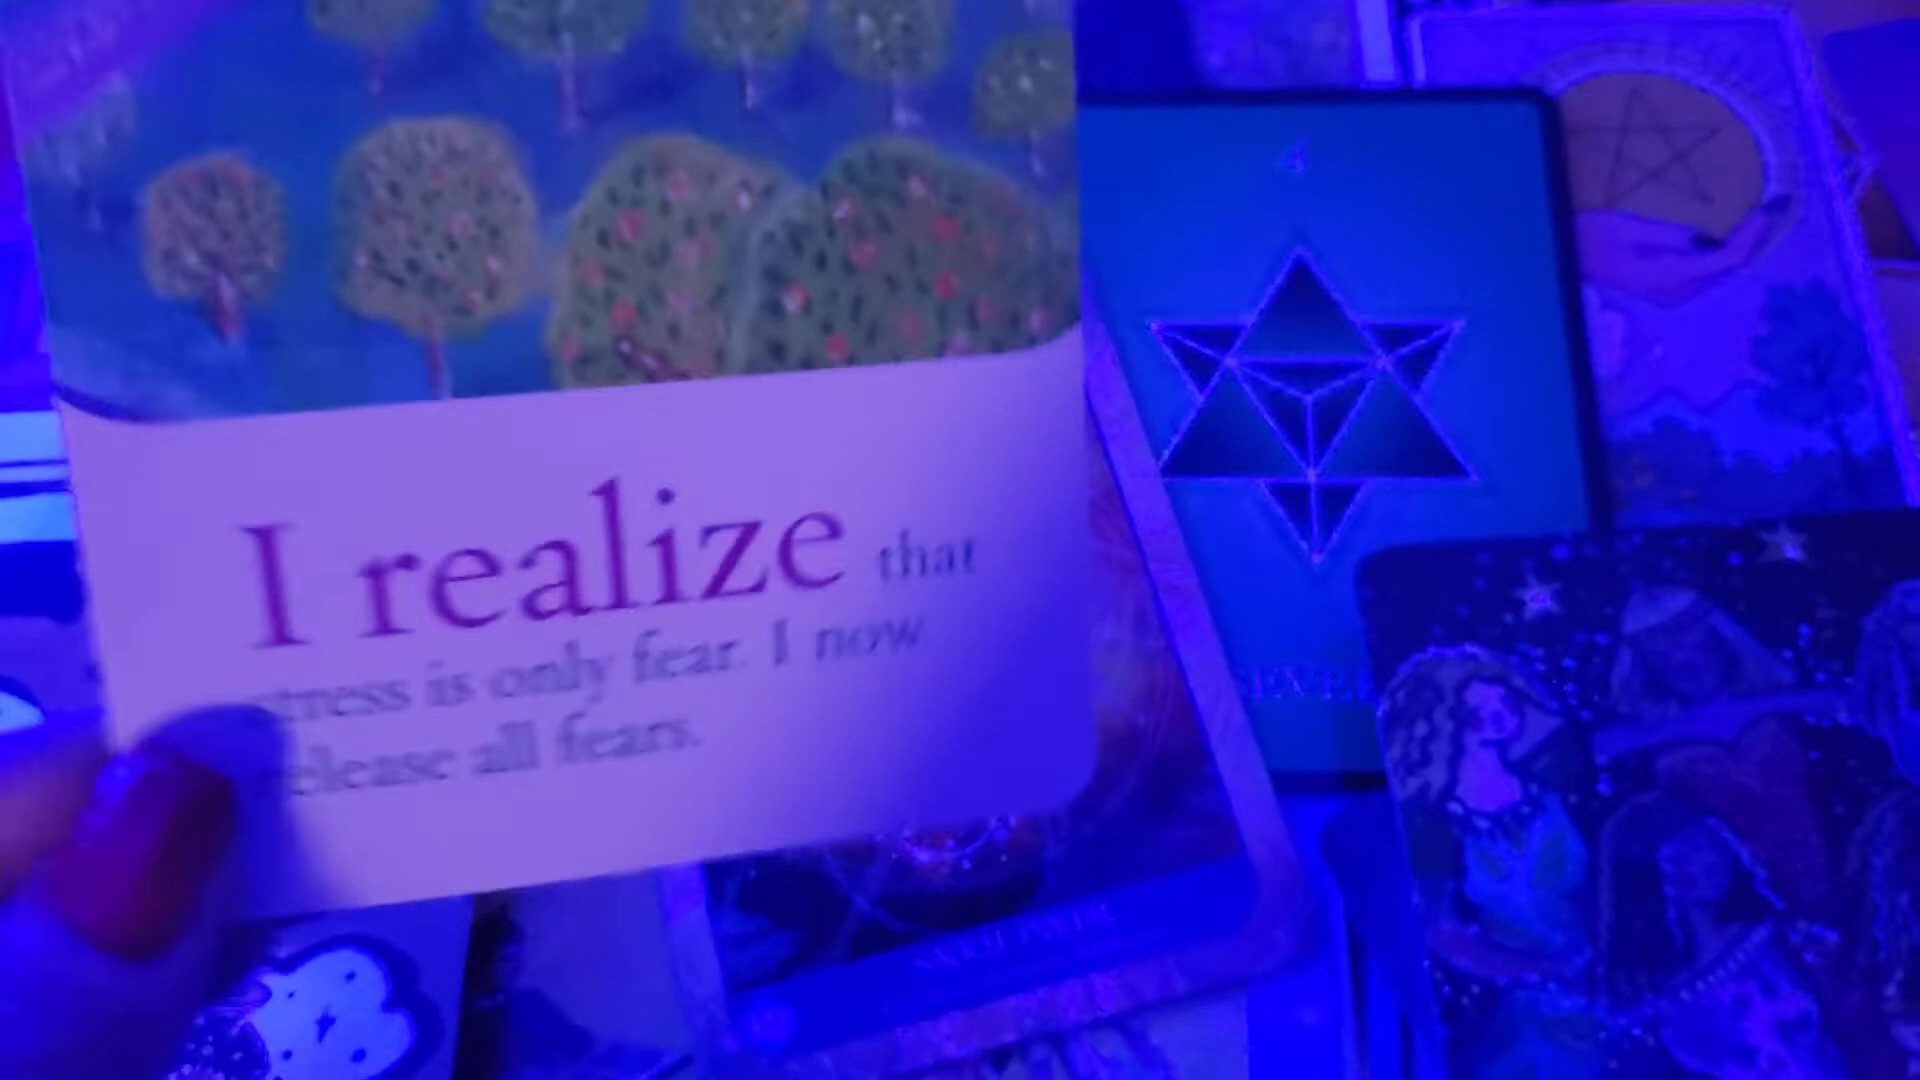 4
I realize that
stress is only fear. I now
release all fears.